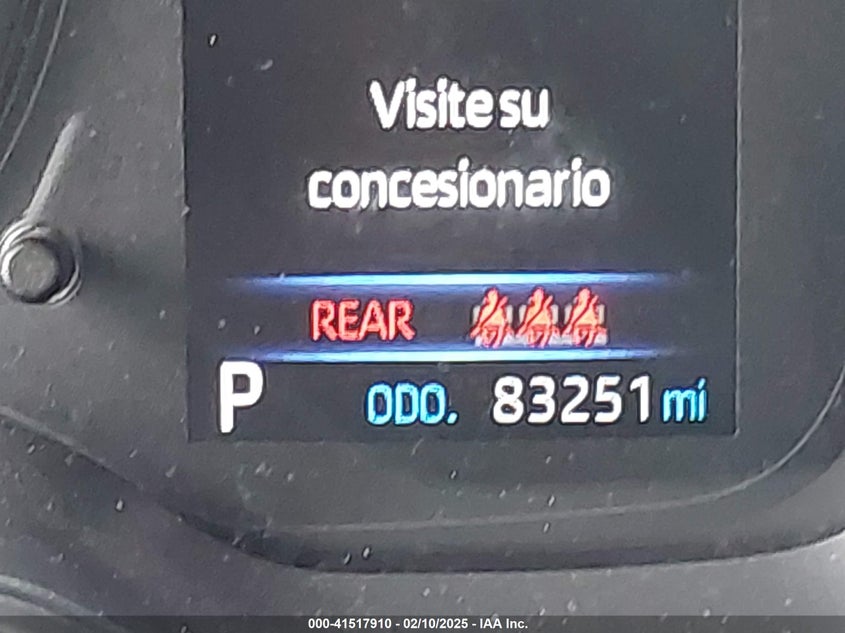 Visite su
concesionario
REAR
P ODO. 83251 mi
000-41517910 - 02/10/2025 - IAA Inc.